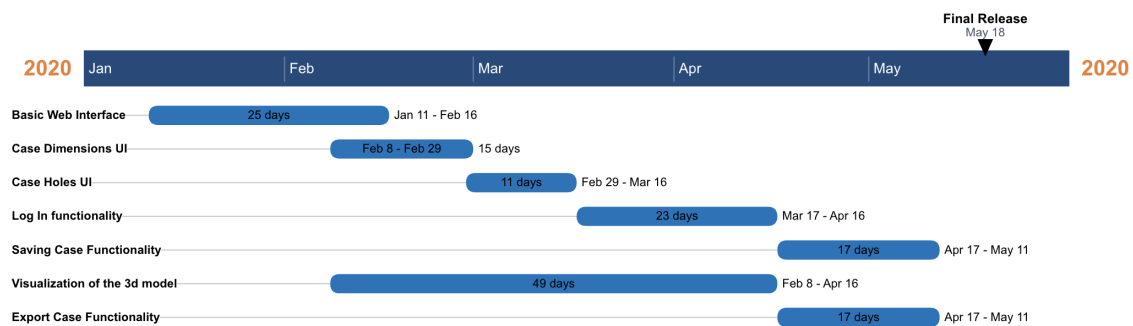 Final Release
May 18
2020 Jan Feb Mar Apr May 2020
Basic Web Interface 25 days Jan 11 - Feb 16
Case Dimensions UI Feb 8 - Feb 29 15 days
Case Holes UI 11 days Feb 29 - Mar 16
Log In functionality 23 days Mar 17 - Apr 16
Saving Case Functionality 17 days Apr 17 - May 11
Visualization of the 3d model 49 days Feb 8 - Apr 16
Export Case Functionality 17 days Apr 17 - May 11